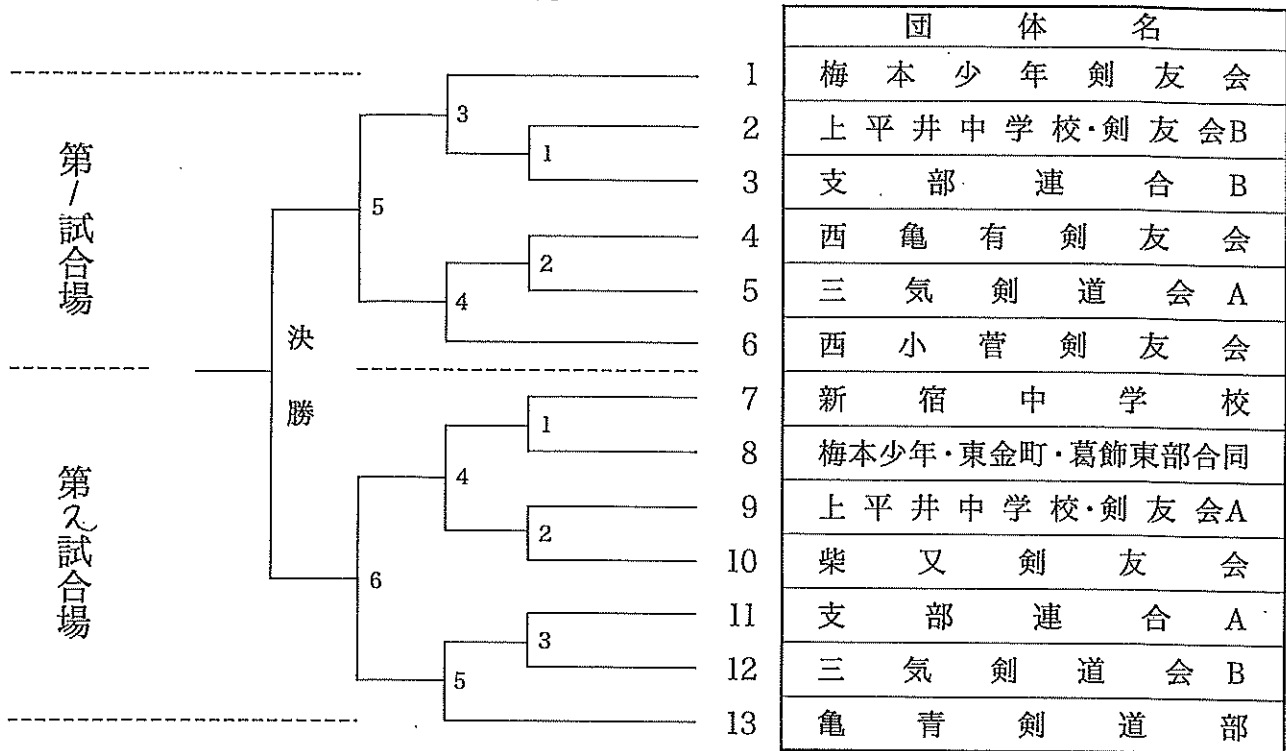 団体名
1 梅本少年剣友会
2 上平井中学校・剣友会B
3 支部連合B
4 西亀有剣友会
5 三気剣道会A
6 西小菅剣友会
7 新宿中学校
8 梅本少年・東金町・葛飾東部合同
9 上平井中学校・剣友会A
10 柴又剣友会
11 支部連合A
12 三気剣道会B
13 亀青剣道部
第1試合場
3
1
5
2
4
決勝
第2試合場
1
4
2
6
3
5